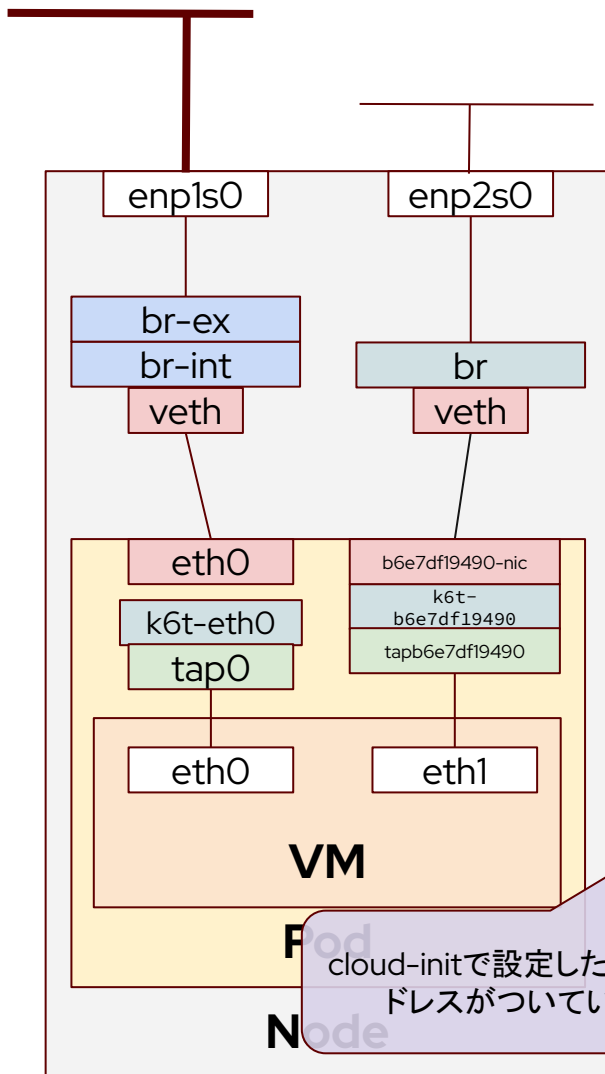 enp1s0
enp2s0
br-ex
br-int
br
veth
veth
eth0
b6e7df19490-nic
k6t-eth0
k6t-
b6e7df19490
tap0
tapb6e7df19490
eth0
eth1
VM
Pod
cloud-initで設定した
ドレスがついてい
Node